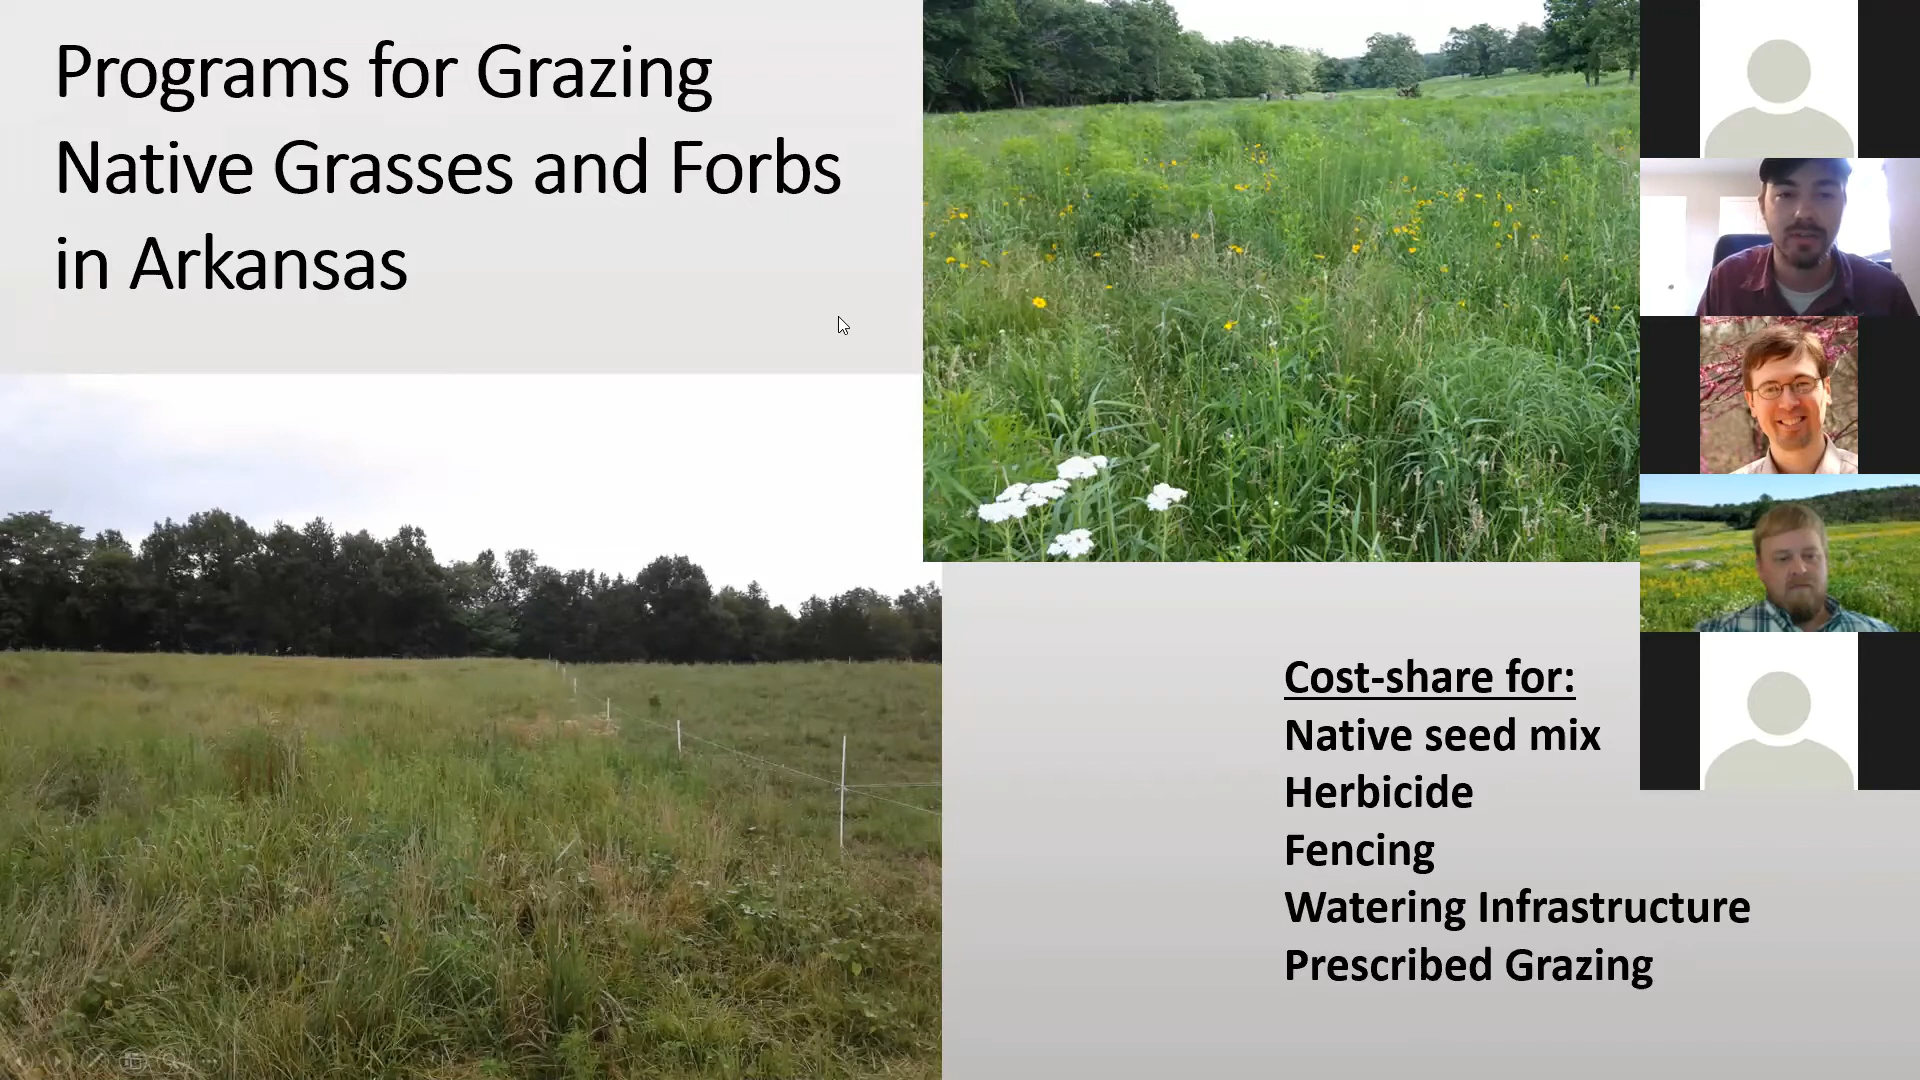 Programs for Grazing
Native Grasses and Forbs
in Arkansas
Cost-share for:
Native seed mix
Herbicide
Fencing
Watering Infrastructure
Prescribed Grazing